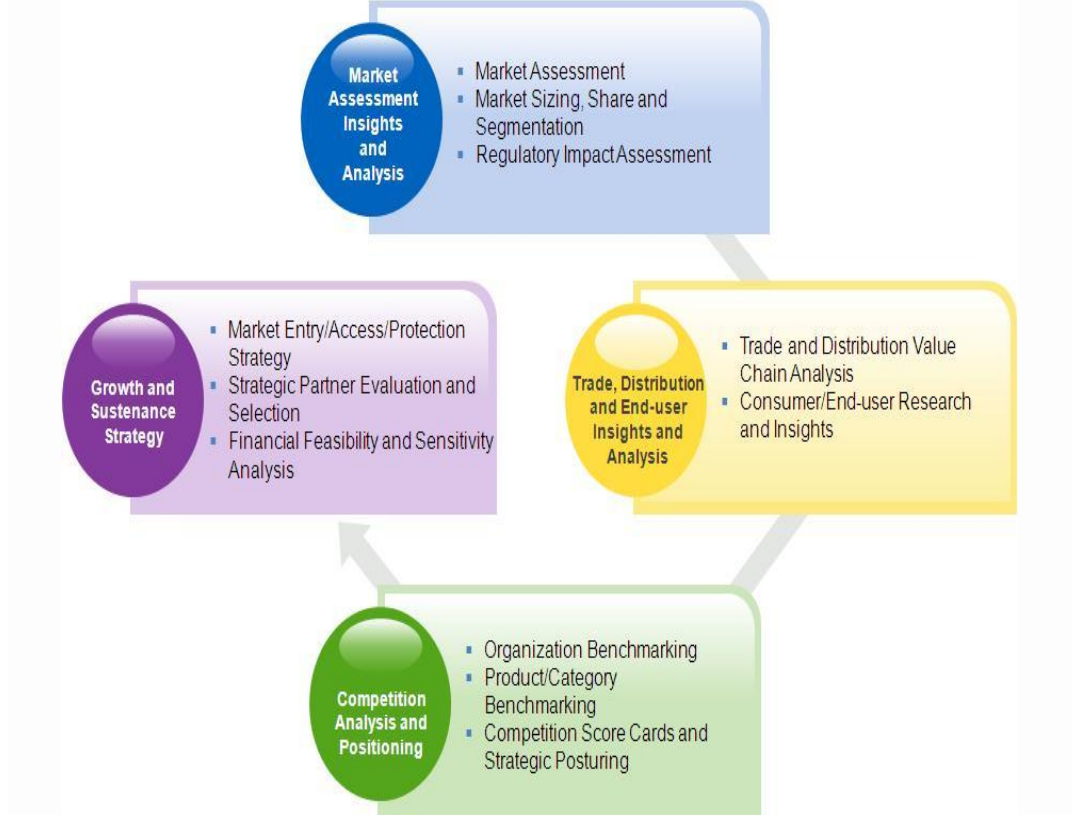 Market
Assessment
Insights
and
Analysis
▪ Market Assessment
▪ Market Sizing, Share and
Segmentation
▪ Regulatory Impact Assessment
Growth and
Sustenance
Strategy
▪ Market Entry/Access/Protection
Strategy
▪ Strategic Partner Evaluation and
Selection
▪ Financial Feasibility and Sensitivity
Analysis
Trade, Distribution
and End-user
Insights and
Analysis
▪ Trade and Distribution Value
Chain Analysis
▪ Consumer/End-user Research
and Insights
Competition
Analysis and
Positioning
▪ Organization Benchmarking
▪ Product/Category
Benchmarking
▪ Competition Score Cards and
Strategic Posturing